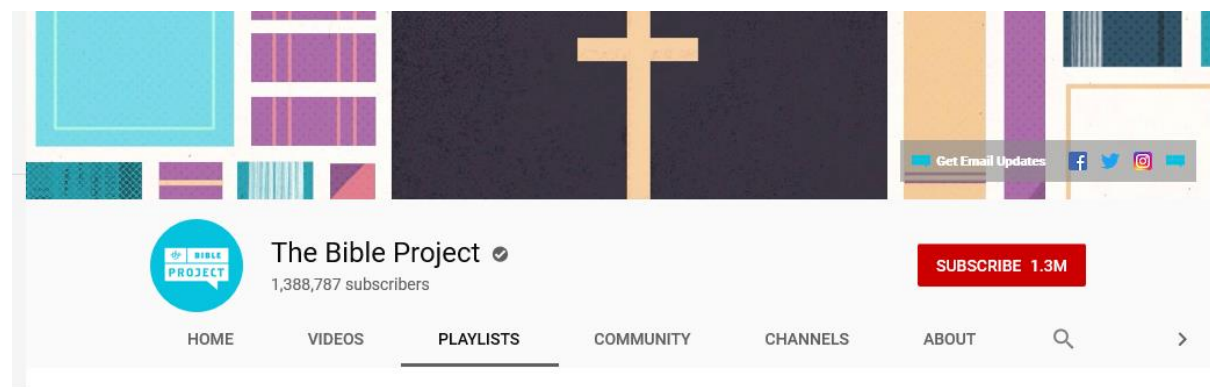 Get Email Updates
BIBLE
PROJECT
The Bible Project
1,388,787 subscribers
SUBSCRIBE 1.3M
HOME VIDEOS PLAYLISTS COMMUNITY CHANNELS ABOUT